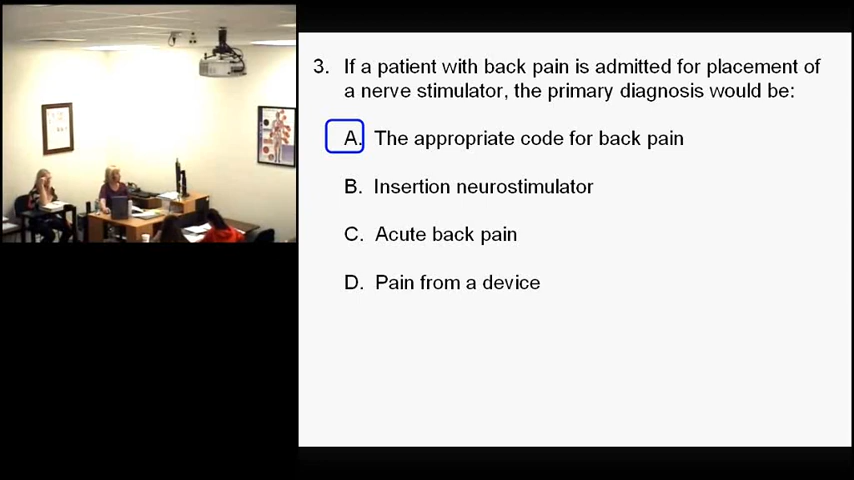 3. If a patient with back pain is admitted for placement of
a nerve stimulator, the primary diagnosis would be:
A. The appropriate code for back pain
B. Insertion neurostimulator
C. Acute back pain
D. Pain from a device